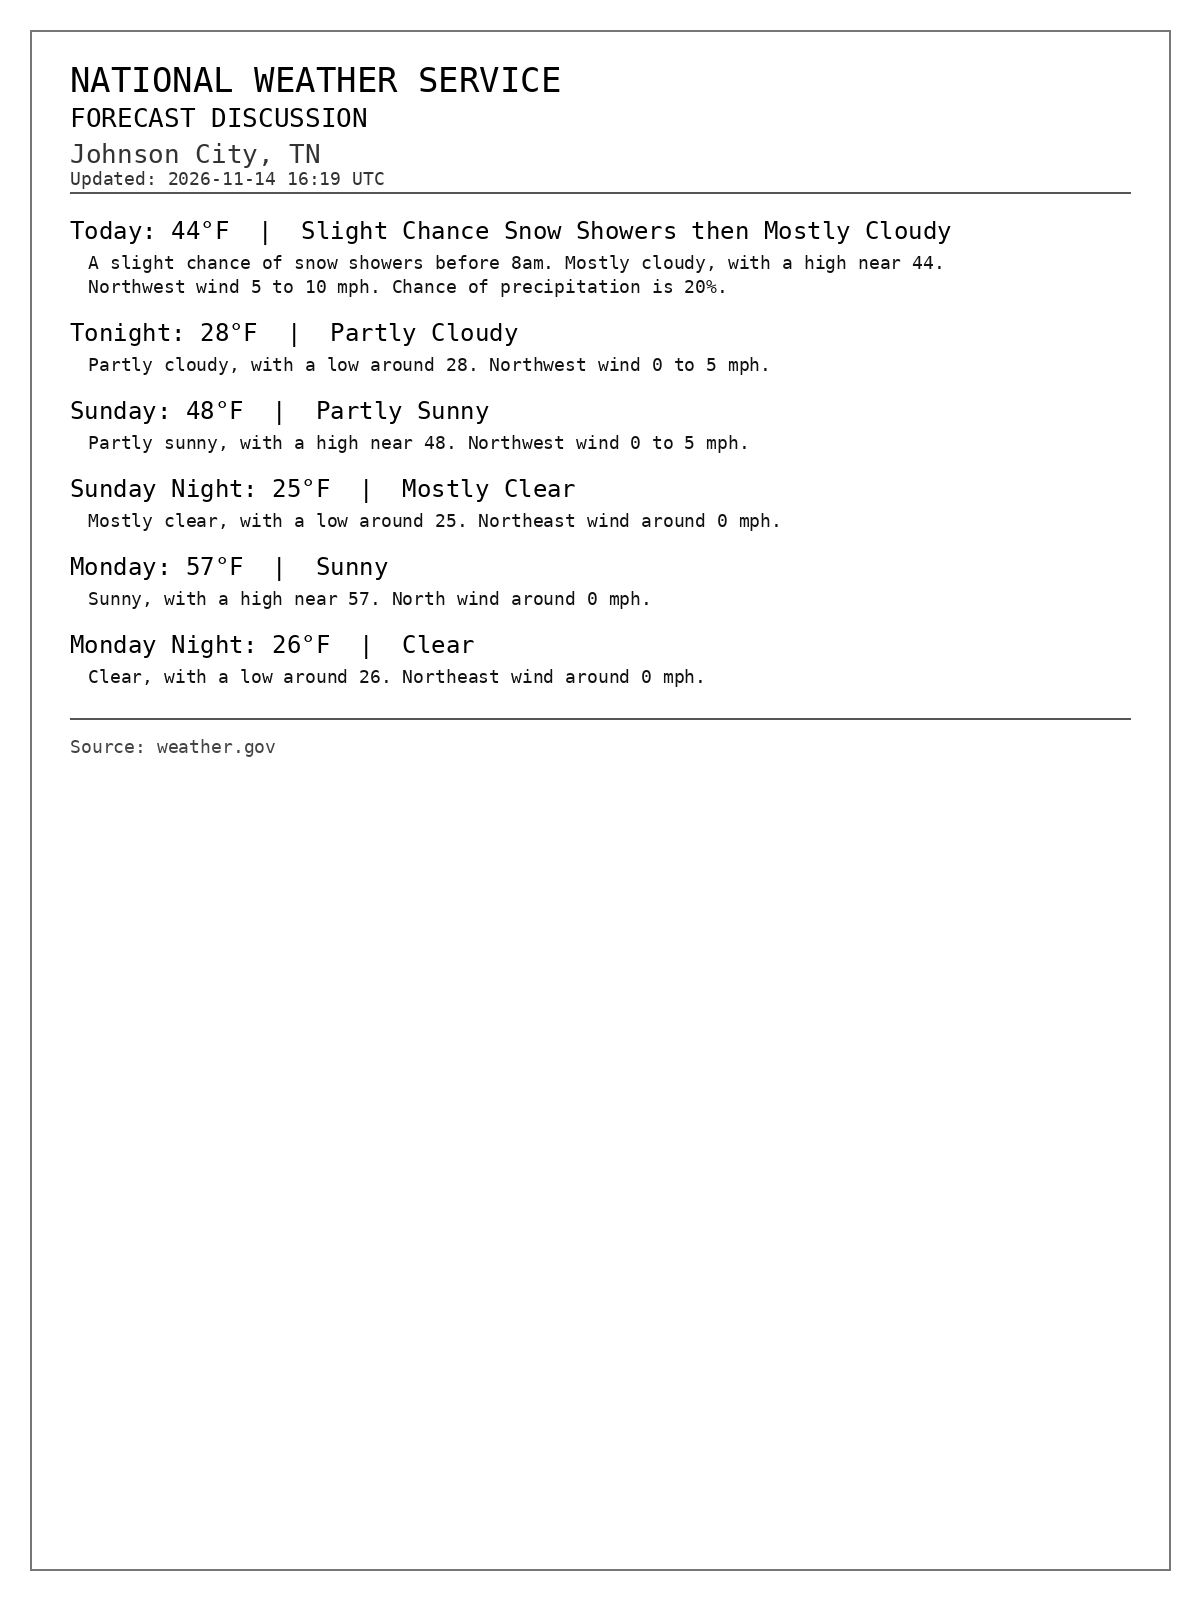 NATIONAL WEATHER SERVICE
FORECAST DISCUSSION
Johnson City, TN
Updated: 2026-11-14 16:19 UTC
Today: 44°F  |  Slight Chance Snow Showers then Mostly Cloudy
A slight chance of snow showers before 8am. Mostly cloudy, with a high near 44.
Northwest wind 5 to 10 mph. Chance of precipitation is 20%.
Tonight: 28°F  |  Partly Cloudy
Partly cloudy, with a low around 28. Northwest wind 0 to 5 mph.
Sunday: 48°F  |  Partly Sunny
Partly sunny, with a high near 48. Northwest wind 0 to 5 mph.
Sunday Night: 25°F  |  Mostly Clear
Mostly clear, with a low around 25. Northeast wind around 0 mph.
Monday: 57°F  |  Sunny
Sunny, with a high near 57. North wind around 0 mph.
Monday Night: 26°F  |  Clear
Clear, with a low around 26. Northeast wind around 0 mph.
Source: weather.gov